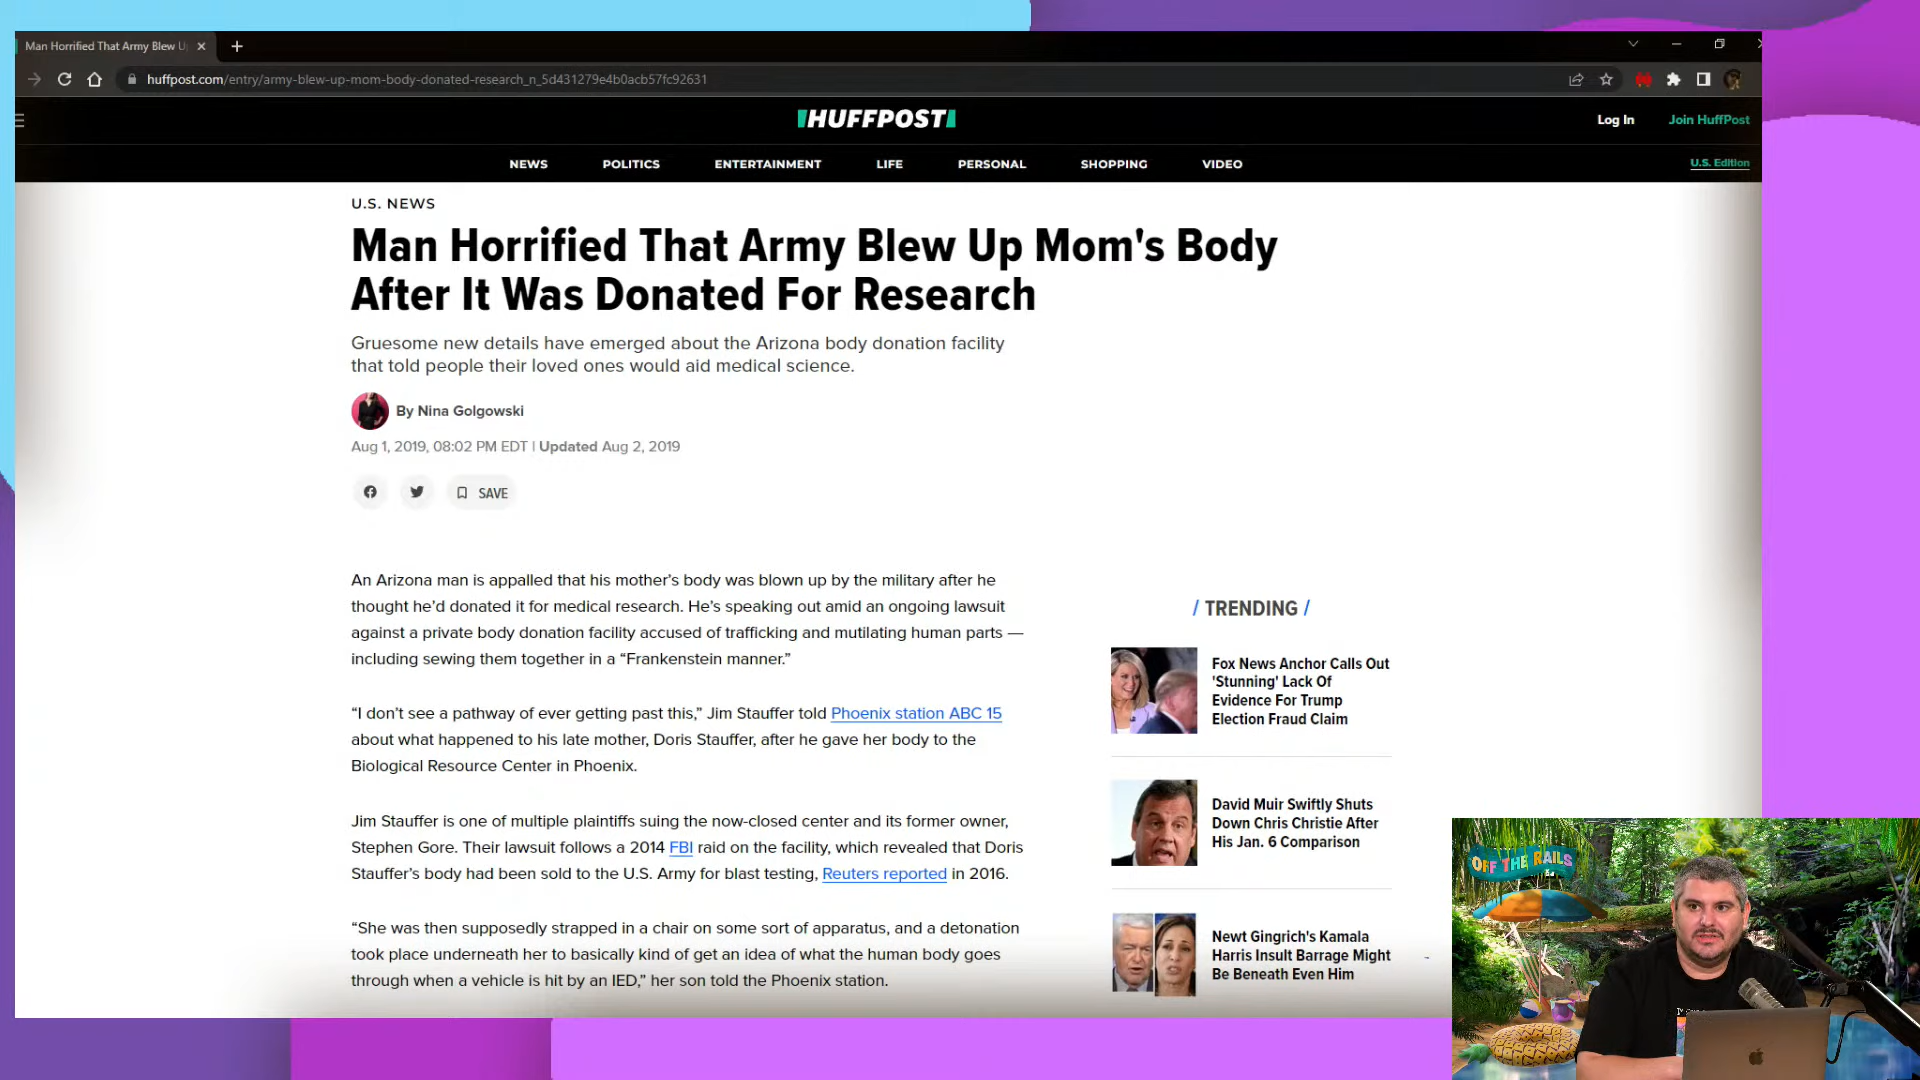 Man Horrified That Army Blew U
huffpost.com/entry/army-blew-up-mom-body-donated-research_n_5d431279e4b0acb57fc92631
HUFFPOST
Log In
Join HuffPost
NEWS
POLITICS
ENTERTAINMENT
LIFE
PERSONAL
SHOPPING
VIDEO
U.S. Edition
U.S. NEWS
Man Horrified That Army Blew Up Mom's Body
After It Was Donated For Research
Gruesome new details have emerged about the Arizona body donation facility
that told people their loved ones would aid medical science.
By Nina Golgowski
Aug 1, 2019, 08:02 PM EDT | Updated Aug 2, 2019
SAVE
An Arizona man is appalled that his mother's body was blown up by the military after he
thought he'd donated it for medical research. He's speaking out amid an ongoing lawsuit
against a private body donation facility accused of trafficking and mutilating human parts —
including sewing them together in a “Frankenstein manner.”
“I don't see a pathway of ever getting past this,” Jim Stauffer told Phoenix station ABC 15
about what happened to his late mother, Doris Stauffer, after he gave her body to the
Biological Resource Center in Phoenix.
Jim Stauffer is one of multiple plaintiffs suing the now-closed center and its former owner,
Stephen Gore. Their lawsuit follows a 2014 FBI raid on the facility, which revealed that Doris
Stauffer's body had been sold to the U.S. Army for blast testing, Reuters reported in 2016.
“She was then supposedly strapped in a chair on some sort of apparatus, and a detonation
took place underneath her to basically kind of get an idea of what the human body goes
through when a vehicle is hit by an IED,” her son told the Phoenix station.
/ TRENDING /
Fox News Anchor Calls Out
'Stunning' Lack Of
Evidence For Trump
Election Fraud Claim
David Muir Swiftly Shuts
Down Chris Christie After
His Jan. 6 Comparison
Newt Gingrich's Kamala
Harris Insult Barrage Might
Be Beneath Even Him
OFF THE RAILS